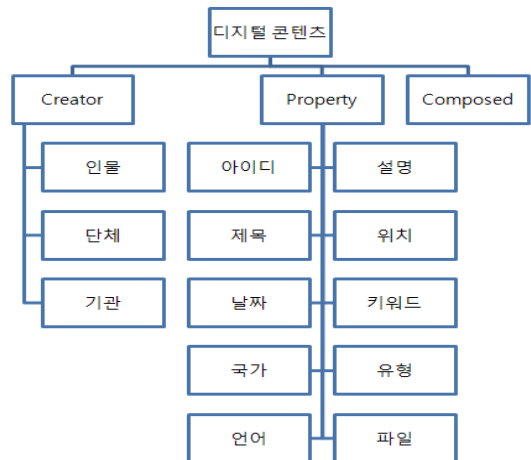 디지털 콘텐츠
Creator
Property
Composed
인물
아이디
설명
단체
제목
위치
기관
날짜
키워드
국가
유형
언어
파일